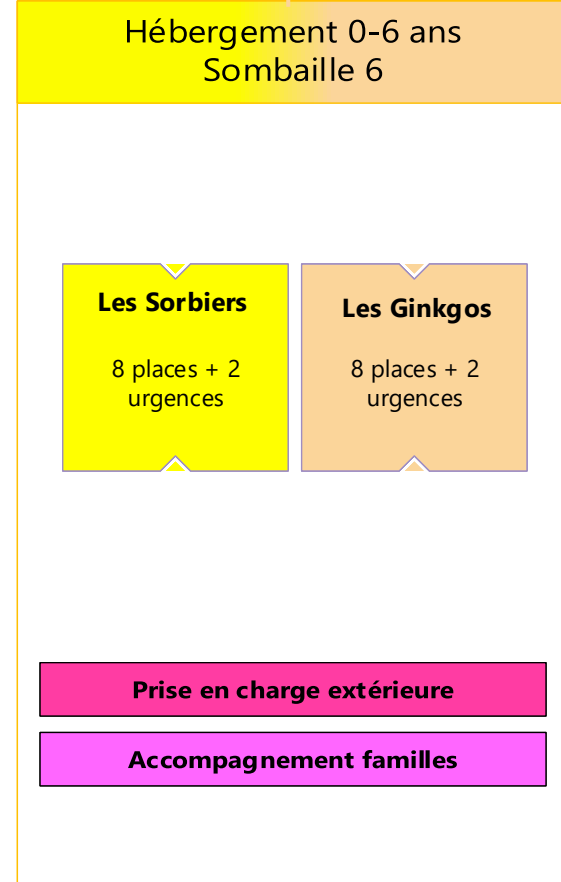 Hébergement 0-6 ans
Sombaille 6
Les Sorbiers
8 places + 2
urgences
Les Ginkgos
8 places + 2
urgences
Prise en charge extérieure
Accompagnement familles